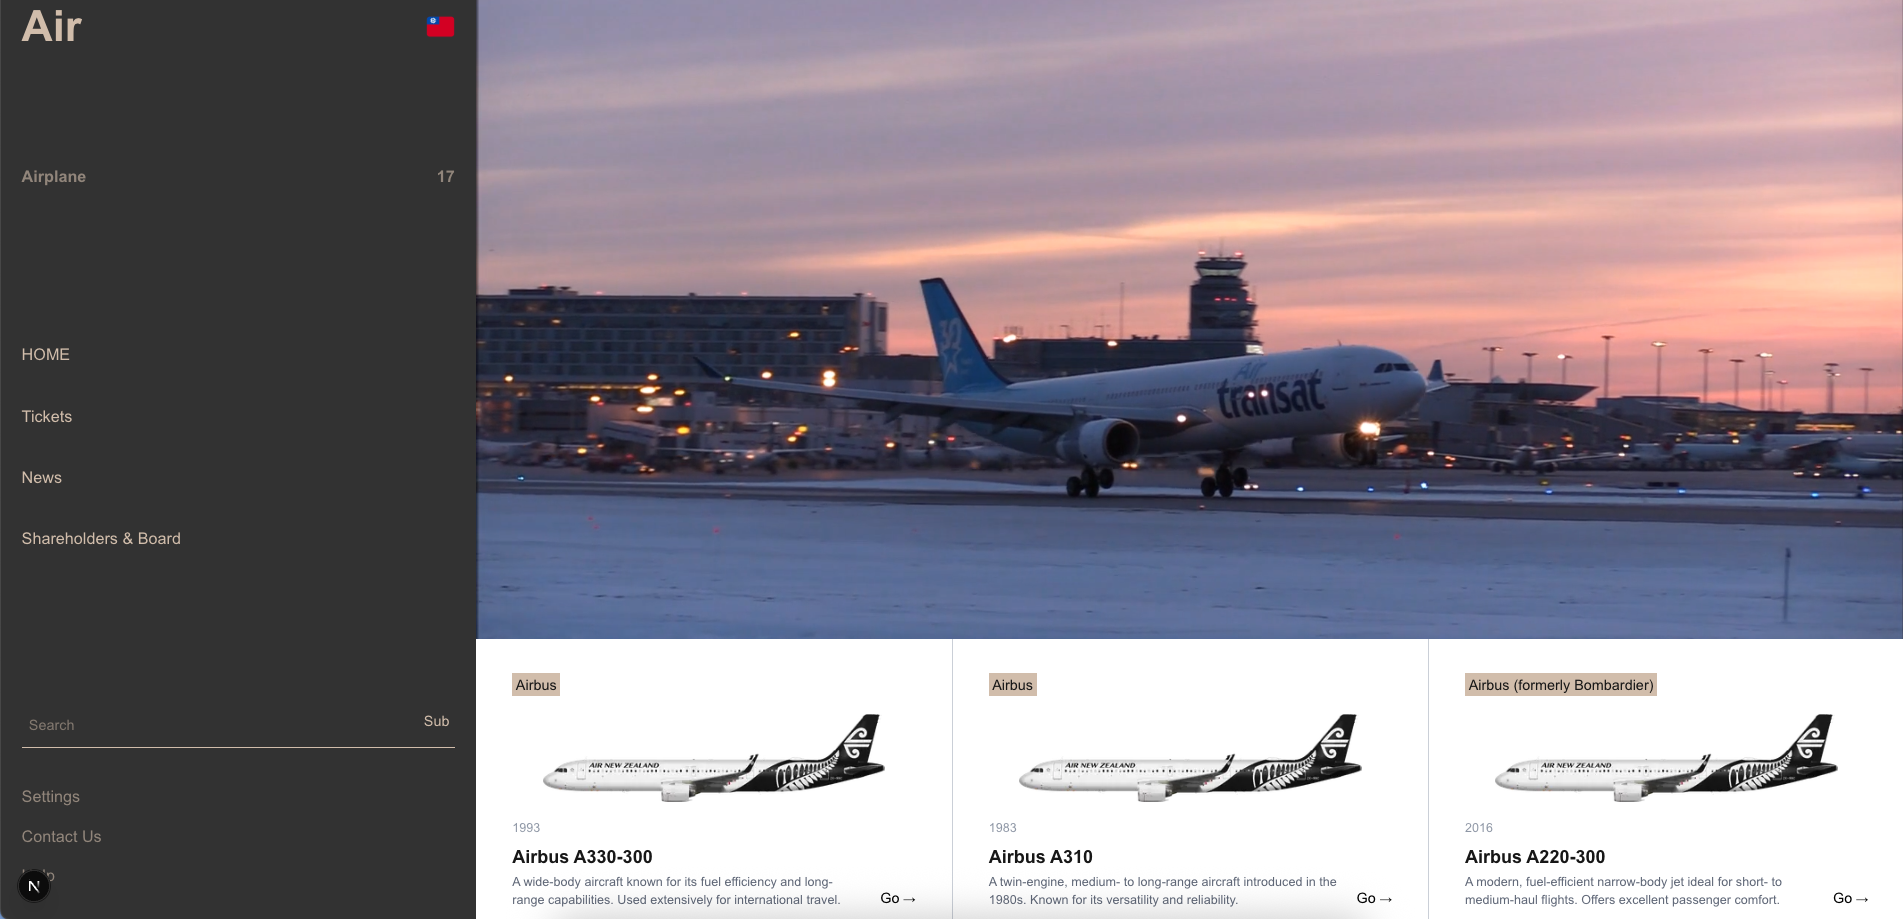 Air
Airplane 17
HOME
Tickets
News
Shareholders & Board
Search Sub
Settings
Contact Us
N
Air
transat
Airbus
AIR NEW ZEALAND
1993
Airbus A330-300
A wide-body aircraft known for its fuel efficiency and long-
range capabilities. Used extensively for international travel.
Go →
Airbus
AIR NEW ZEALAND
1983
Airbus A310
A twin-engine, medium- to long-range aircraft introduced in the
1980s. Known for its versatility and reliability.
Go →
Airbus (formerly Bombardier)
AIR NEW ZEALAND
2016
Airbus A220-300
A modern, fuel-efficient narrow-body jet ideal for short- to
medium-haul flights. Offers excellent passenger comfort.
Go →